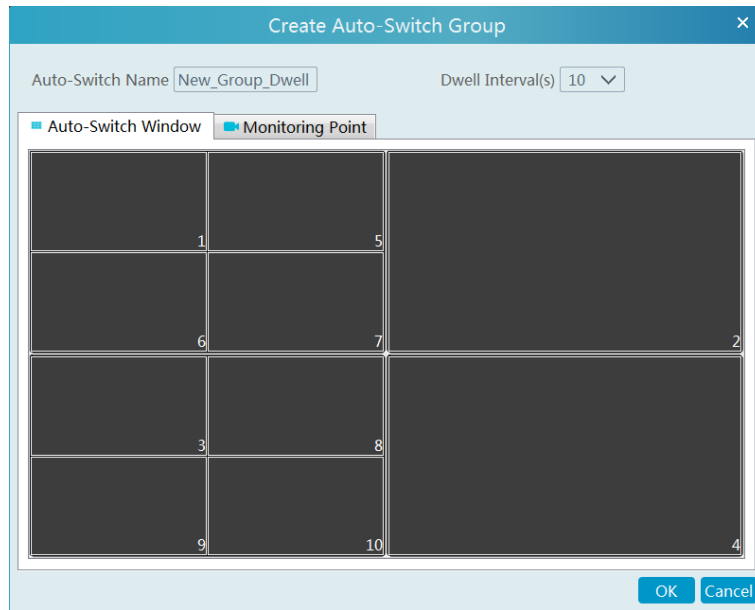 Create Auto-Switch Group
Auto-Switch Name New_Group_Dwell Dwell Interval(s) 10
Auto-Switch Window Monitoring Point
1 5
6 7 2
3 8
9 10 4
OK Cancel